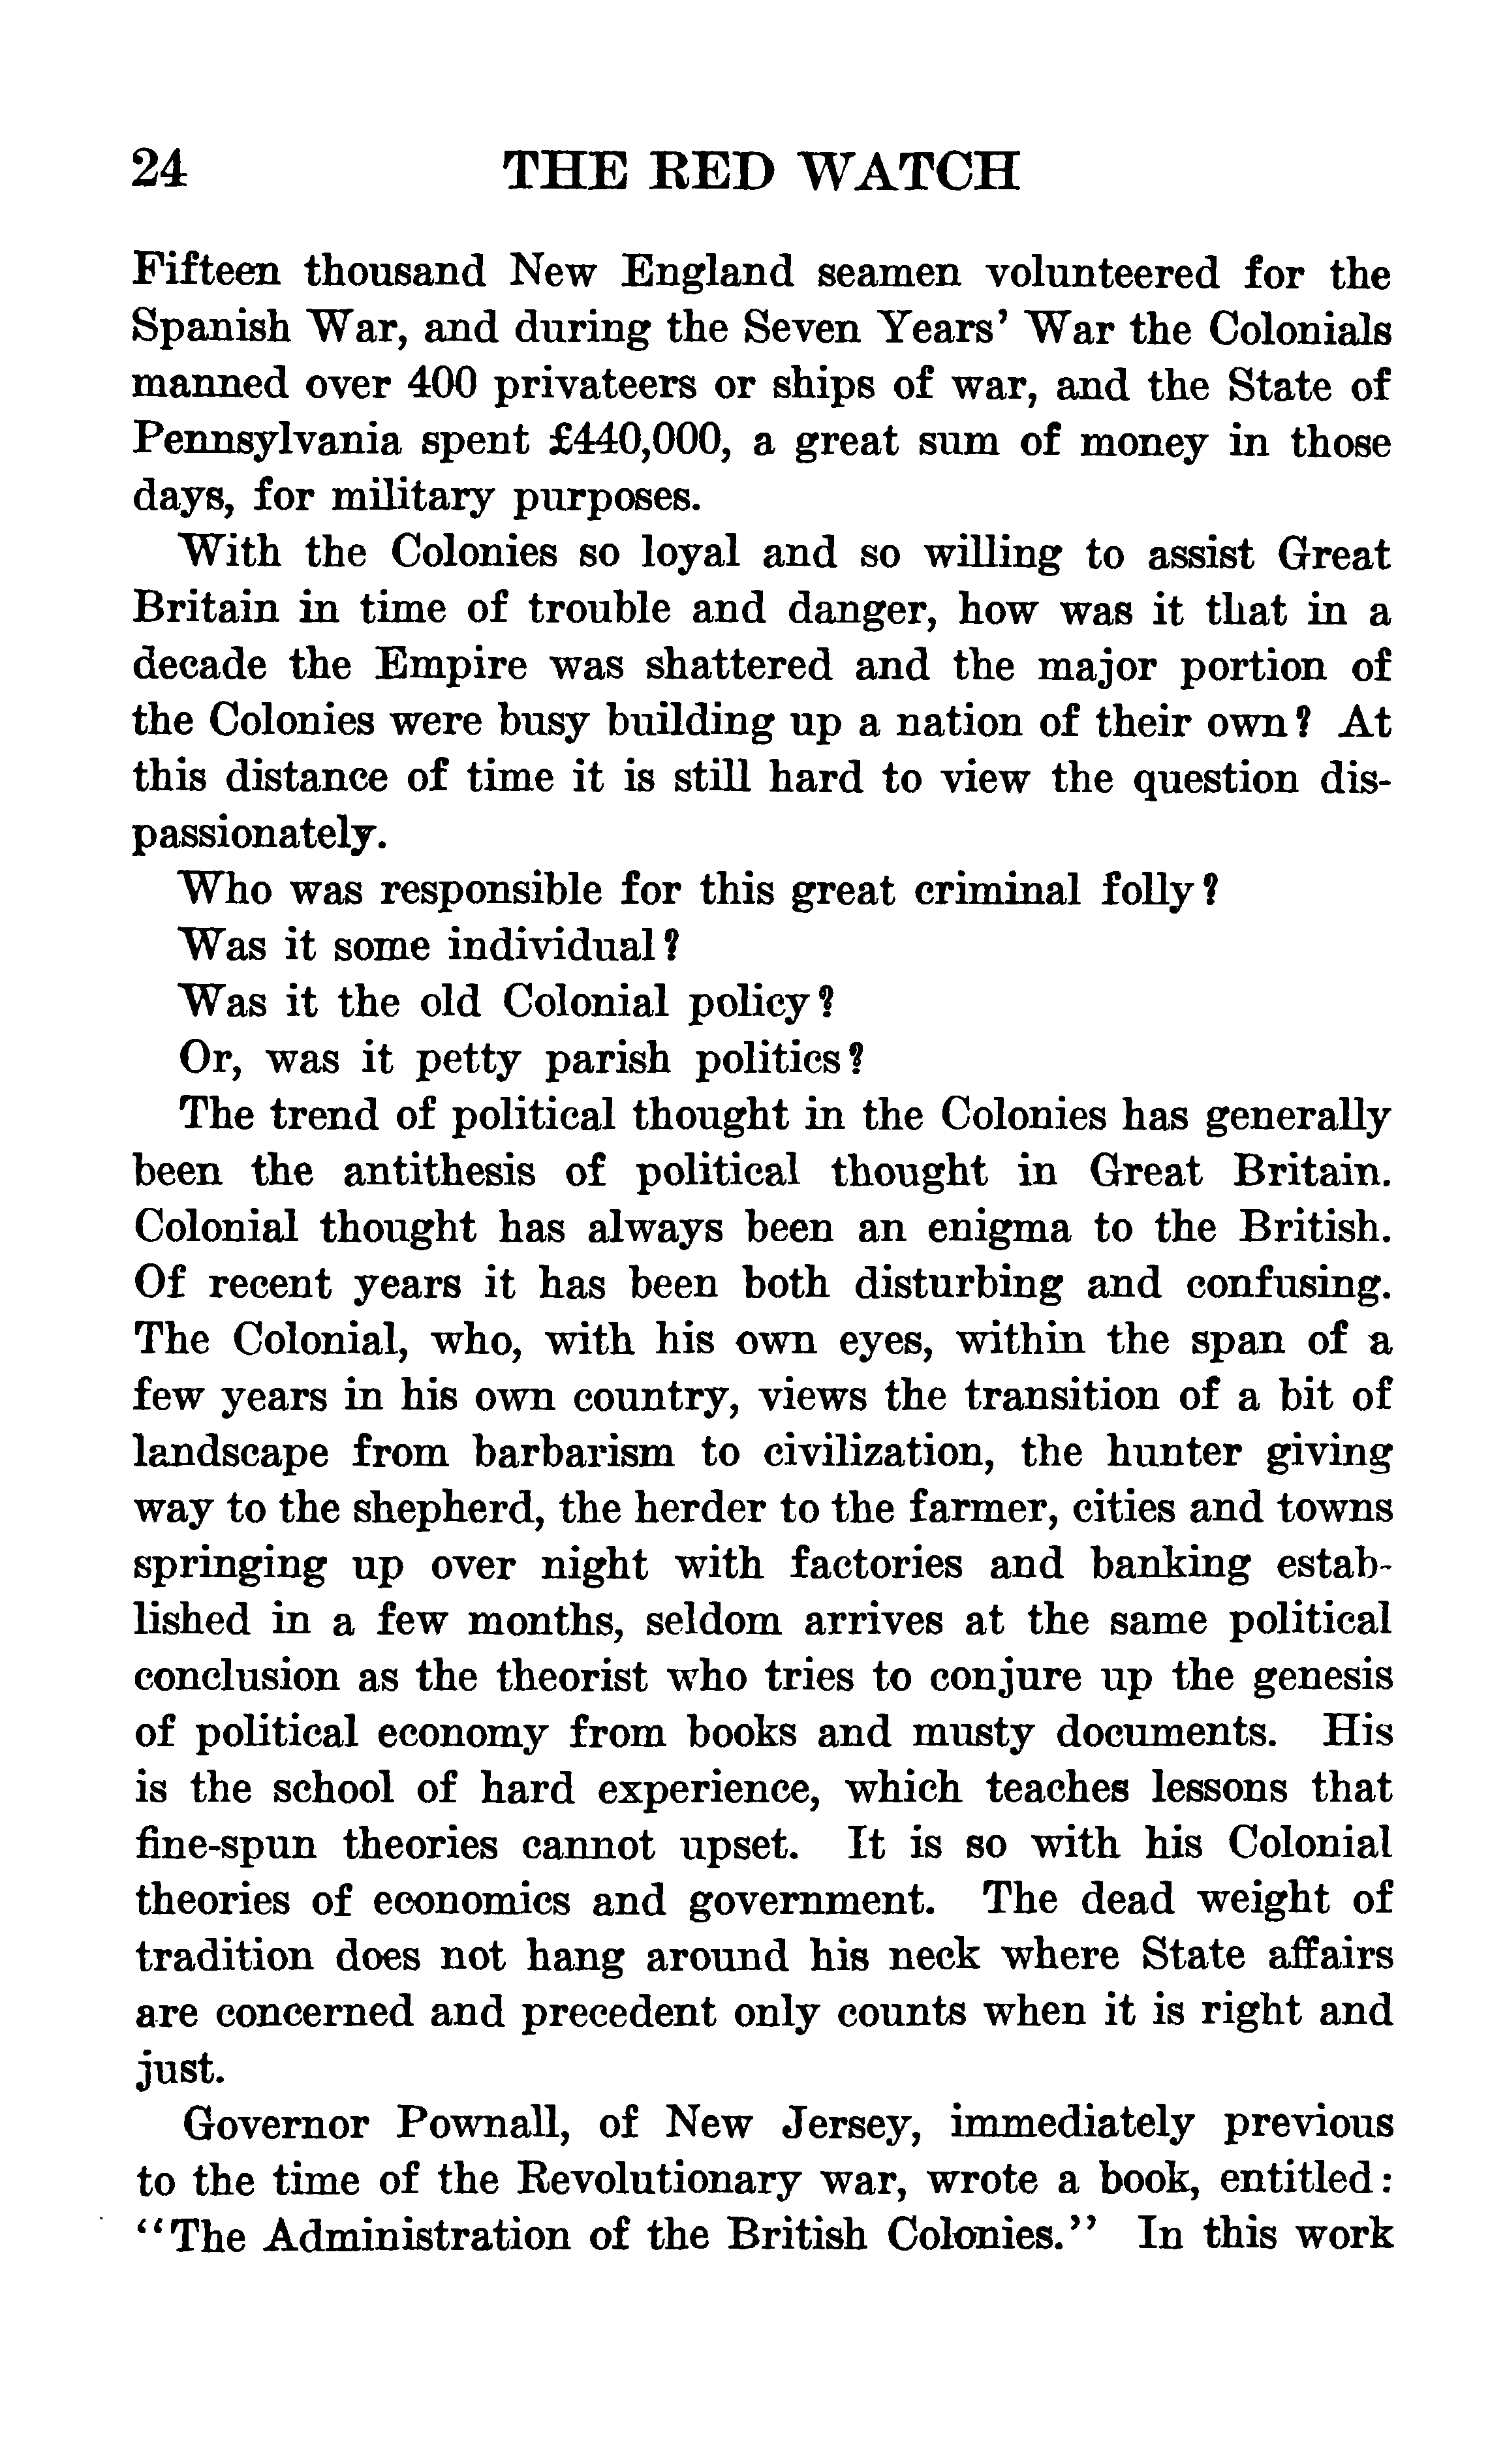 24 THE RED WATCH
Fifteen thousand New England seamen volunteered for the
Spanish War, and during the Seven Years' War the Colonials
manned over 400 privateers or ships of war, and the State of
Pennsylvania spent £440,000, a great sum of money in those
days, for military purposes.
With the Colonies so loyal and so willing to assist Great
Britain in time of trouble and danger, how was it that in a
decade the Empire was shattered and the major portion of
the Colonies were busy building up a nation of their own? At
this distance of time it is still hard to view the question dis-
passionately.
Who was responsible for this great criminal folly?
Was it some individual?
Was it the old Colonial policy?
Or, was it petty parish politics?
The trend of political thought in the Colonies has generally
been the antithesis of political thought in Great Britain.
Colonial thought has always been an enigma to the British.
Of recent years it has been both disturbing and confusing.
The Colonial, who, with his own eyes, within the span of a
few years in his own country, views the transition of a bit of
landscape from barbarism to civilization, the hunter giving
way to the shepherd, the herder to the farmer, cities and towns
springing up over night with factories and banking estab-
lished in a few months, seldom arrives at the same political
conclusion as the theorist who tries to conjure up the genesis
of political economy from books and musty documents. His
is the school of hard experience, which teaches lessons that
fine-spun theories cannot upset. It is so with his Colonial
theories of economics and government. The dead weight of
tradition does not hang around his neck where State affairs
are concerned and precedent only counts when it is right and
just.
Governor Pownall, of New Jersey, immediately previous
to the time of the Revolutionary war, wrote a book, entitled:
"The Administration of the British Colonies." In this work